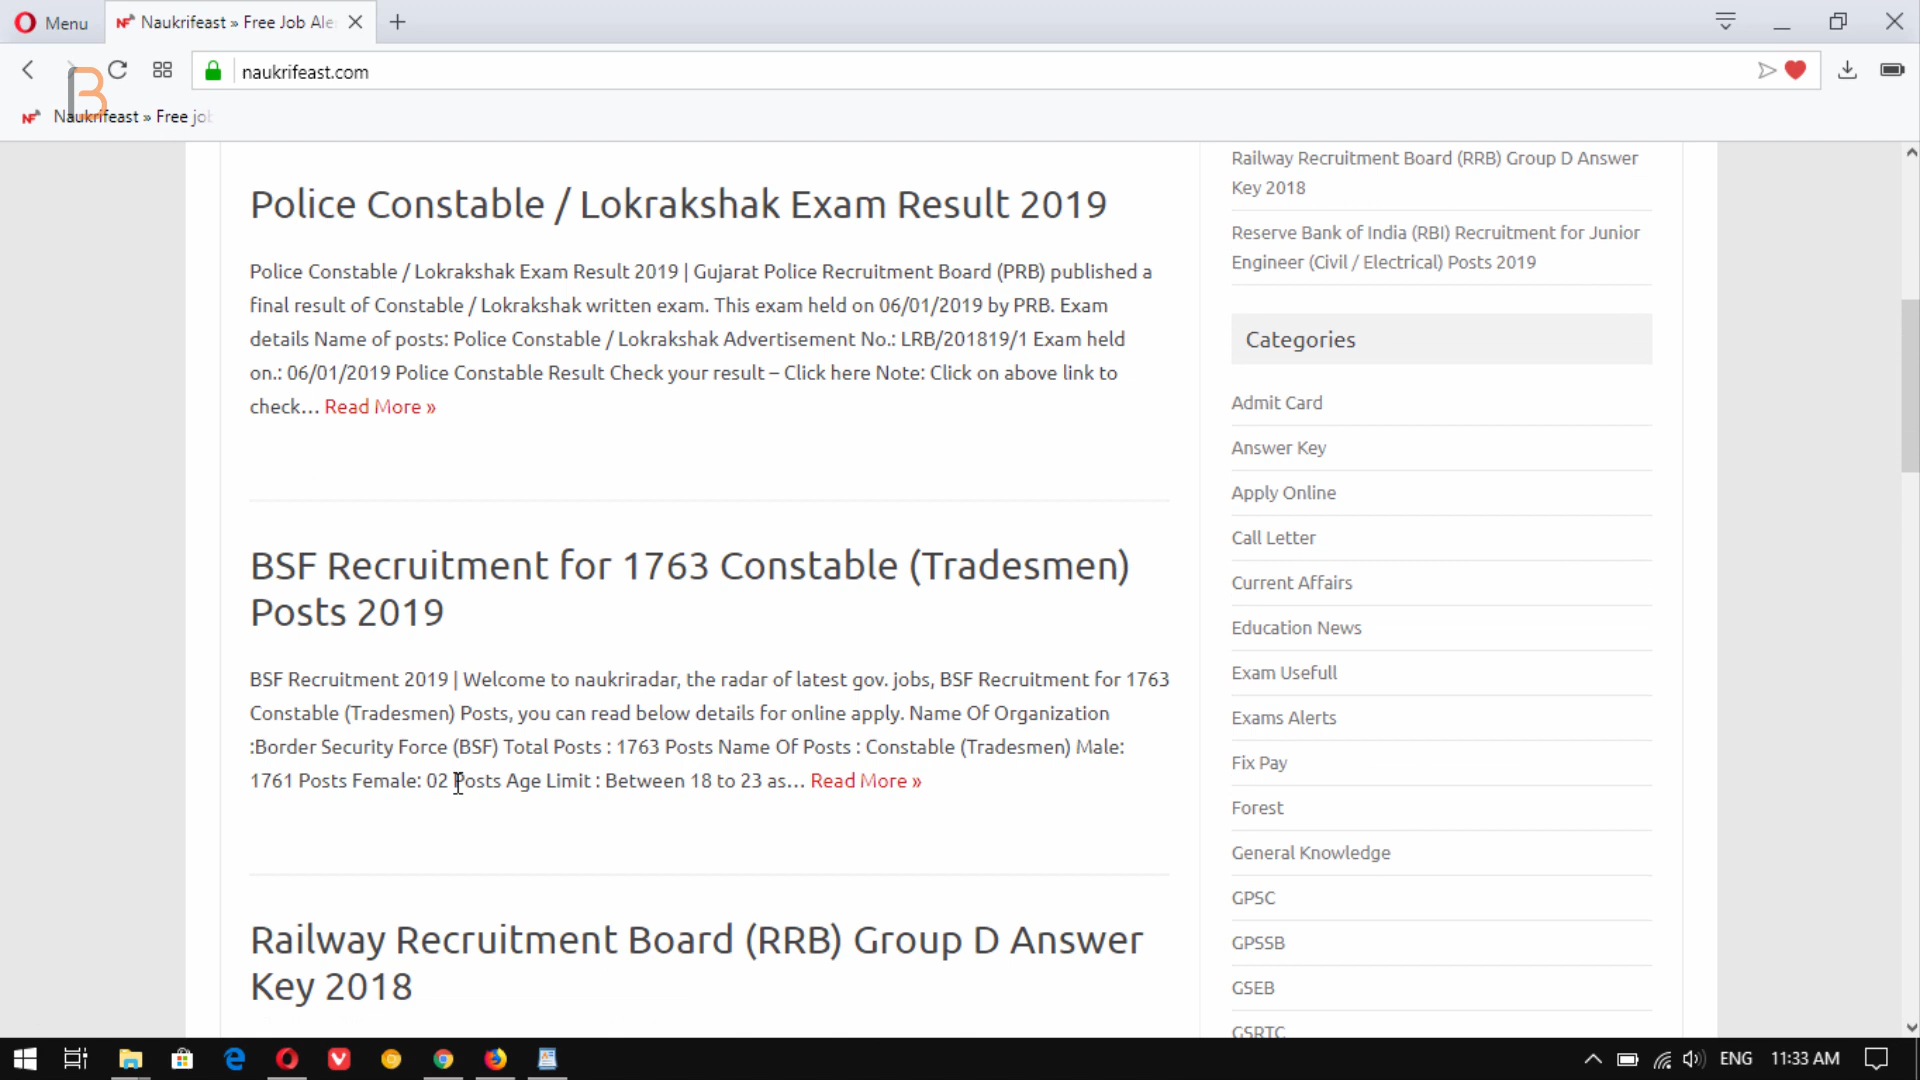 Menu
Naukrifeast » Free Job Ale
naukrifeast.com
Naukrifeast » Free job
Police Constable / Lokrakshak Exam Result 2019
Police Constable / Lokrakshak Exam Result 2019 | Gujarat Police Recruitment Board (PRB) published a
final result of Constable / Lokrakshak written exam. This exam held on 06/01/2019 by PRB. Exam
details Name of posts: Police Constable / Lokrakshak Advertisement No.: LRB/201819/1 Exam held
on.: 06/01/2019 Police Constable Result Check your result – Click here Note: Click on above link to
check… Read More »
BSF Recruitment for 1763 Constable (Tradesmen)
Posts 2019
BSF Recruitment 2019 | Welcome to naukriradar, the radar of latest gov. jobs, BSF Recruitment for 1763
Constable (Tradesmen) Posts, you can read below details for online apply. Name Of Organization
:Border Security Force (BSF) Total Posts : 1763 Posts Name Of Posts : Constable (Tradesmen) Male:
1761 Posts Female: 02 Posts Age Limit : Between 18 to 23 as… Read More »
Railway Recruitment Board (RRB) Group D Answer
Key 2018
Railway Recruitment Board (RRB) Group D Answer
Key 2018
Reserve Bank of India (RBI) Recruitment for Junior
Engineer (Civil / Electrical) Posts 2019
Categories
Admit Card
Answer Key
Apply Online
Call Letter
Current Affairs
Education News
Exam Usefull
Exams Alerts
Fix Pay
Forest
General Knowledge
GPSC
GPSSB
GSEB
GSRTC
ENG 11:33 AM